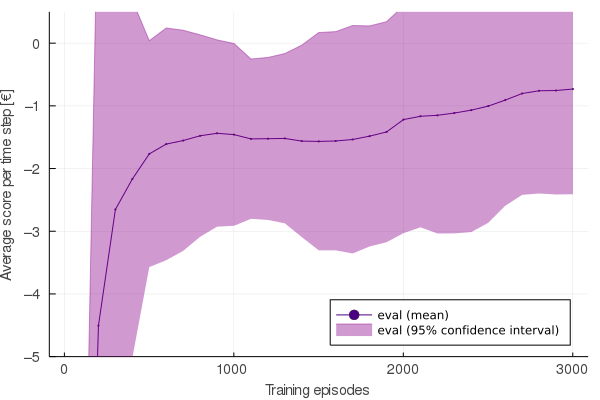 Average score per time step [€]
0
−1
−2
−3
−4
−5
eval (mean)
eval (95% confidence interval)
0
1000
2000
3000
Training episodes